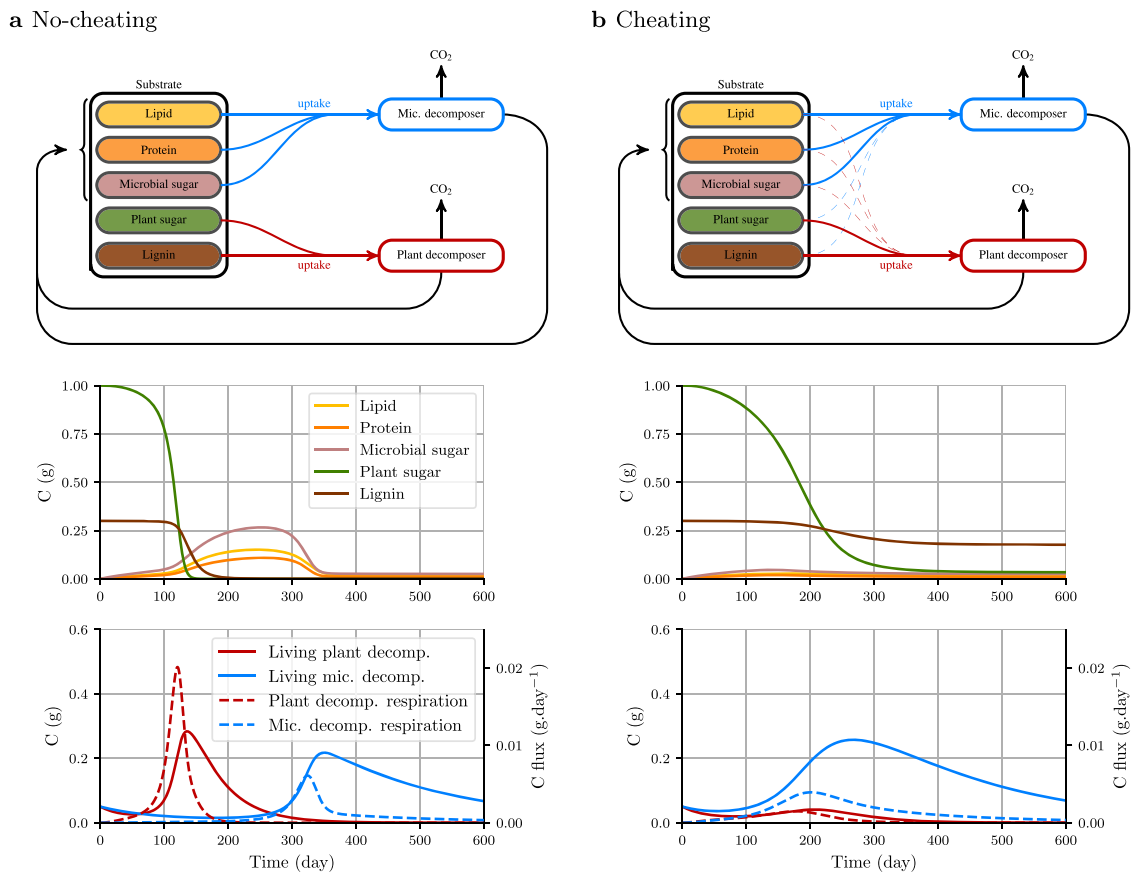 a No-cheating
Substrate
Lipid
Protein
Microbial sugar
Plant sugar
Lignin
uptake
uptake
CO2
Mic. decomposer
CO2
Plant decomposer
b Cheating
Substrate
Lipid
Protein
Microbial sugar
Plant sugar
Lignin
uptake
uptake
CO2
Mic. decomposer
CO2
Plant decomposer
C (g)
1.00
0.75
0.50
0.25
0.00
0 100 200 300 400 500 600
Lipid
Protein
Microbial sugar
Plant sugar
Lignin
C (g)
1.00
0.75
0.50
0.25
0.00
0 100 200 300 400 500 600
C (g)
0.6
0.4
0.2
0.0
0 100 200 300 400 500 600
Time (day)
Living plant decomp.
Living mic. decomp.
Plant decomp. respiration
Mic. decomp. respiration
0.02
0.01
0.00
C flux (g.day−1)
C (g)
0.6
0.4
0.2
0.0
0 100 200 300 400 500 600
Time (day)
0.02
0.01
0.00
C flux (g.day−1)